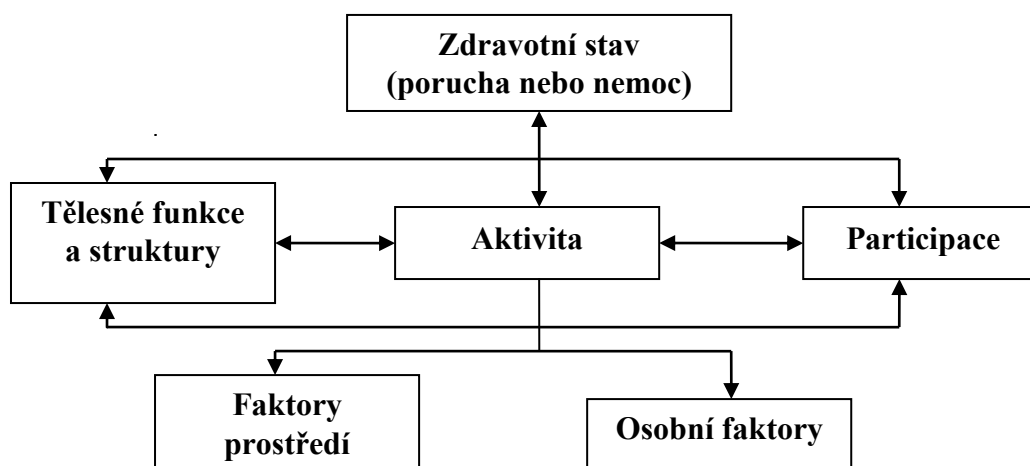 Zdravotní stav
(porucha nebo nemoc)
Tělesné funkce
a struktury
Aktivita
Participace
Faktory
prostředí
Osobní faktory